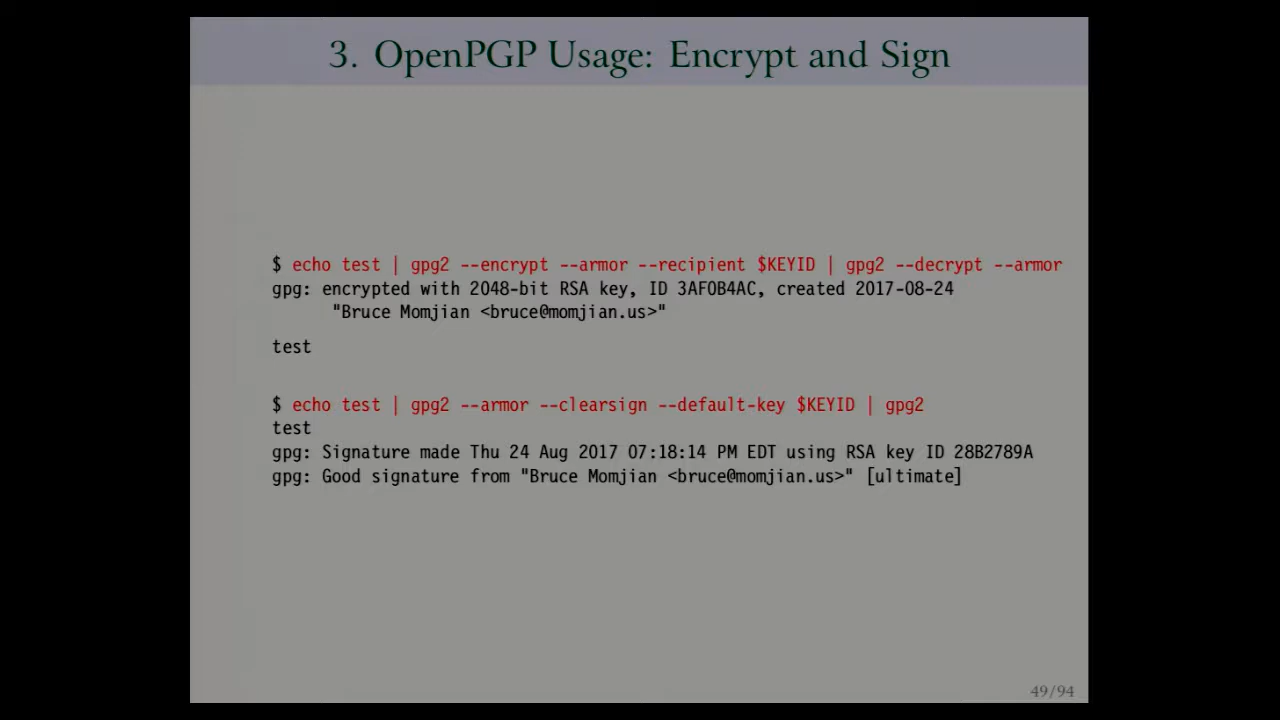 3. OpenPGP Usage: Encrypt and Sign
$ echo test | gpg2 --encrypt --armor --recipient $KEYID | gpg2 --decrypt --armor
gpg: encrypted with 2048-bit RSA key, ID 3AF0B4AC, created 2017-08-24
"Bruce Momjian <bruce@momjian.us>"
test
$ echo test | gpg2 --armor --clearsign --default-key $KEYID | gpg2
test
gpg: Signature made Thu 24 Aug 2017 07:18:14 PM EDT using RSA key ID 28B2789A
gpg: Good signature from "Bruce Momjian <bruce@momjian.us>" [ultimate]
49/94